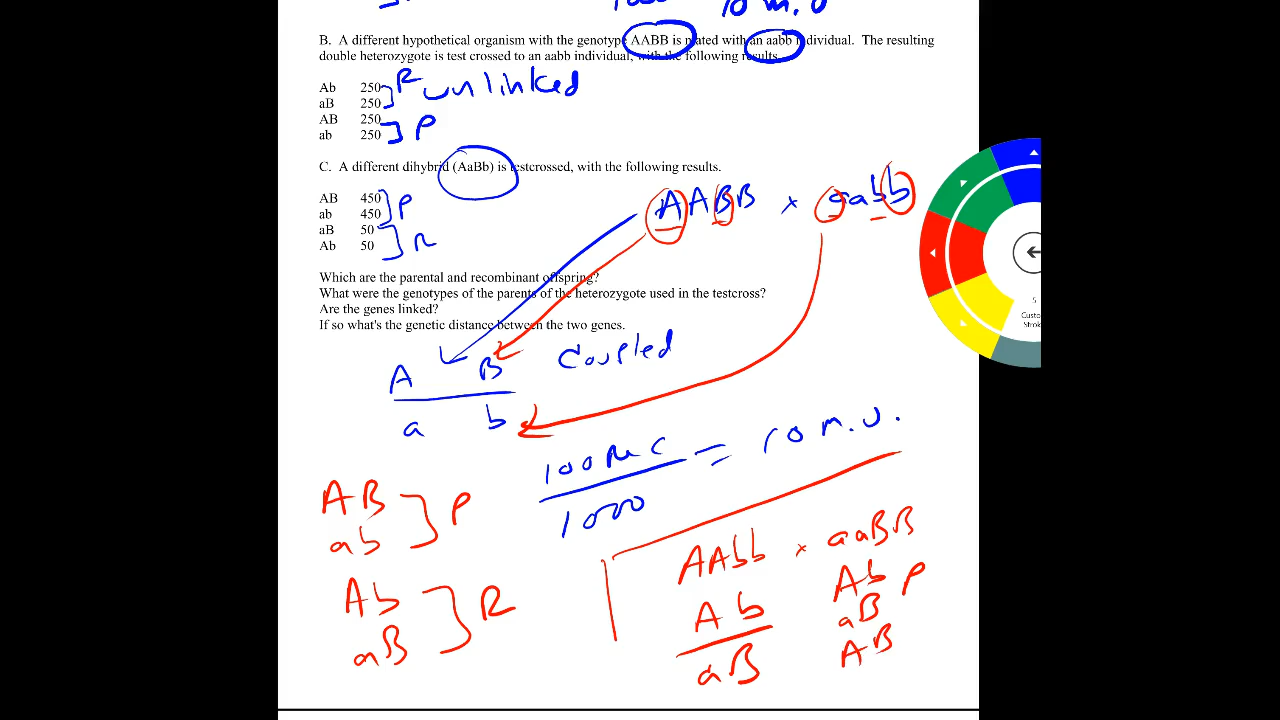 10 m.u
B. A different hypothetical organism with the genotype AABB is mated with an aabb individual. The resulting
double heterozygote is test crossed to an aabb individual, with the following results.
Ab 250 R unlinked
aB 250
AB 250 P
ab 250
C. A different dihybrid (AaBb) is testcrossed, with the following results.
AB 450 P
ab 450
aB 50 R
Ab 50
AABB x aabb
Which are the parental and recombinant offspring?
What were the genotypes of the parents of the heterozygote used in the testcross?
Are the genes linked?
If so what's the genetic distance between the two genes.
A B Coupled
a b
100 rec = 10 m.u.
1000
AB P
ab
Ab R
aB
AAbb x aaBB
A b
a B
Ab P
aB
AB
5
Custo
Strok